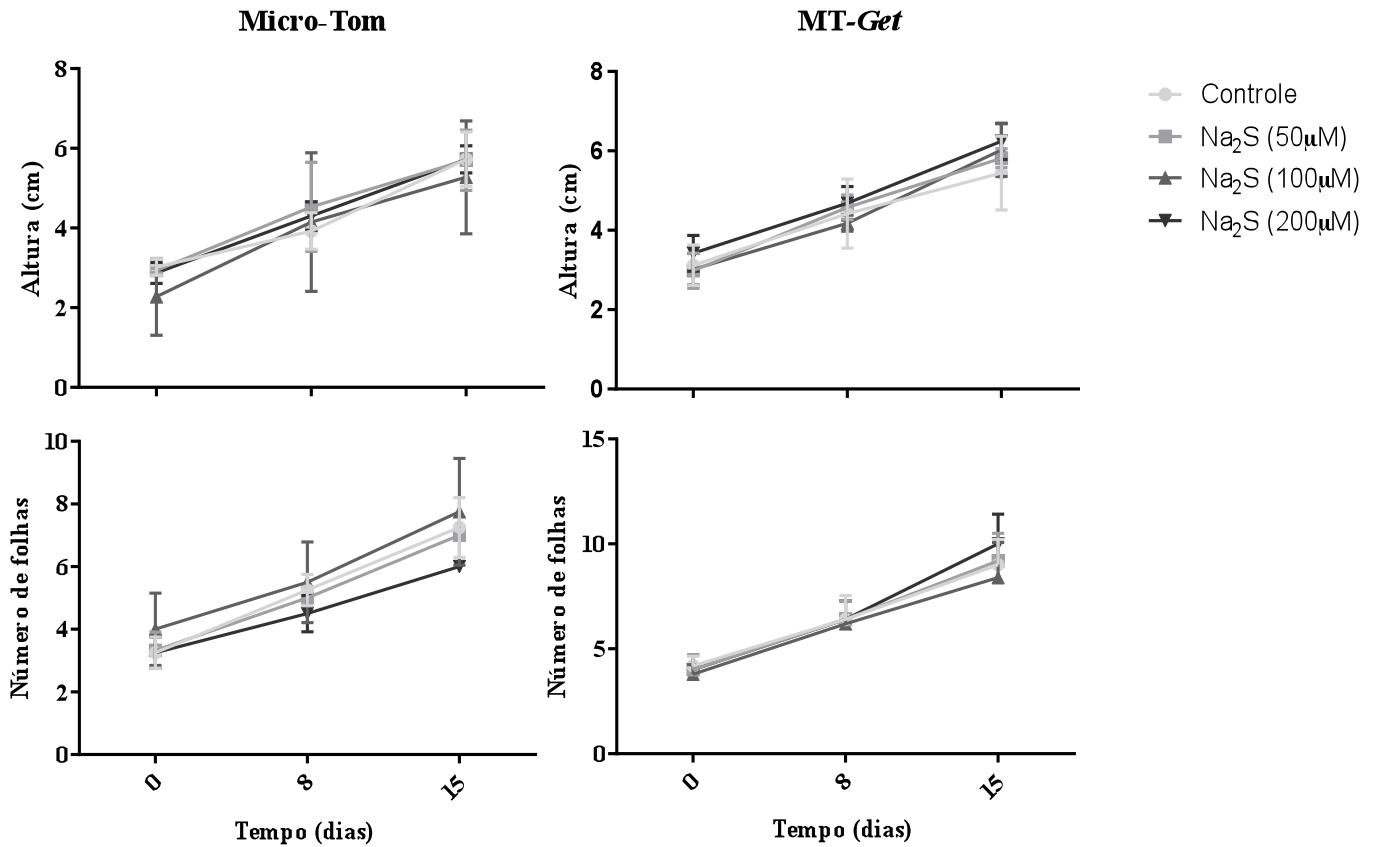 Micro-Tom
MT-Get
Altura (cm)
8
6
4
2
0
Altura (cm)
8
6
4
2
0
Controle
Na₂S (50μM)
Na₂S (100μM)
Na₂S (200μM)
Número de folhas
10
8
6
4
2
0
0
8
15
Tempo (dias)
Número de folhas
15
10
5
0
0
8
15
Tempo (dias)